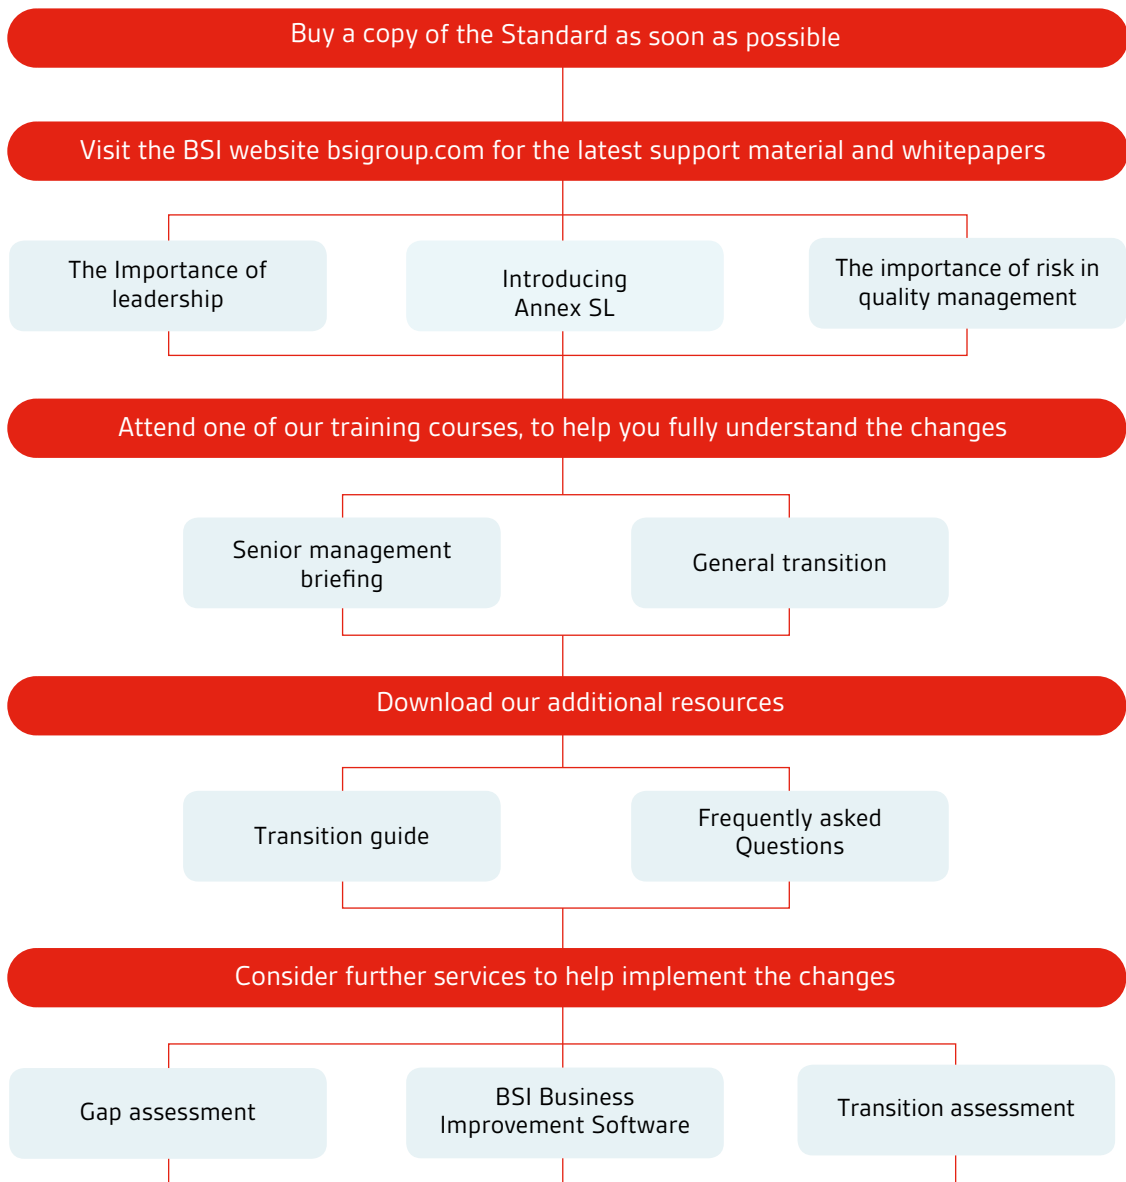 Buy a copy of the Standard as soon as possible
Visit the BSI website bsigroup.com for the latest support material and whitepapers
The Importance of
leadership
Introducing
Annex SL
The importance of risk in
quality management
Attend one of our training courses, to help you fully understand the changes
Senior management
briefing
General transition
Download our additional resources
Transition guide
Frequently asked
Questions
Consider further services to help implement the changes
Gap assessment
BSI Business
Improvement Software
Transition assessment